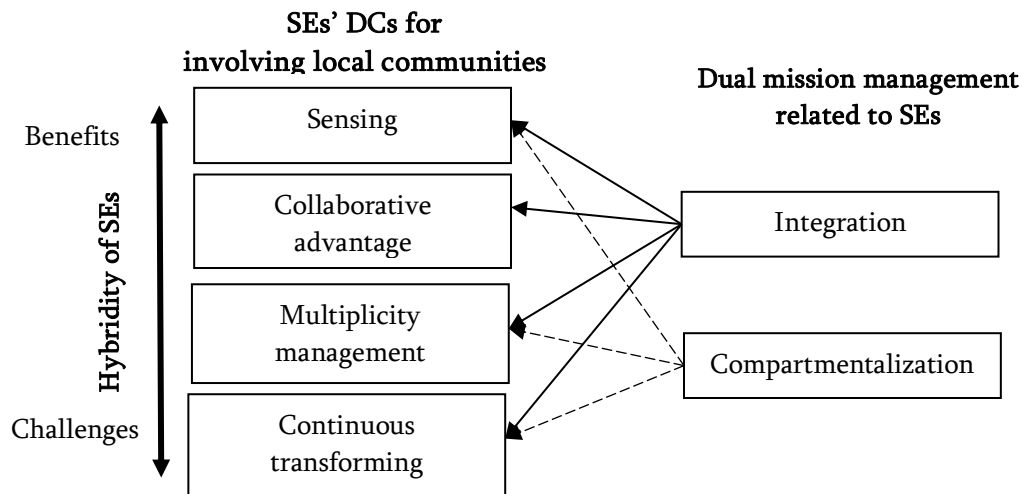 SEs’ DCs for
involving local communities
Dual mission management
related to SEs
Benefits
Hybridity of SEs
Challenges
Sensing
Collaborative
advantage
Multiplicity
management
Continuous
transforming
Integration
Compartmentalization